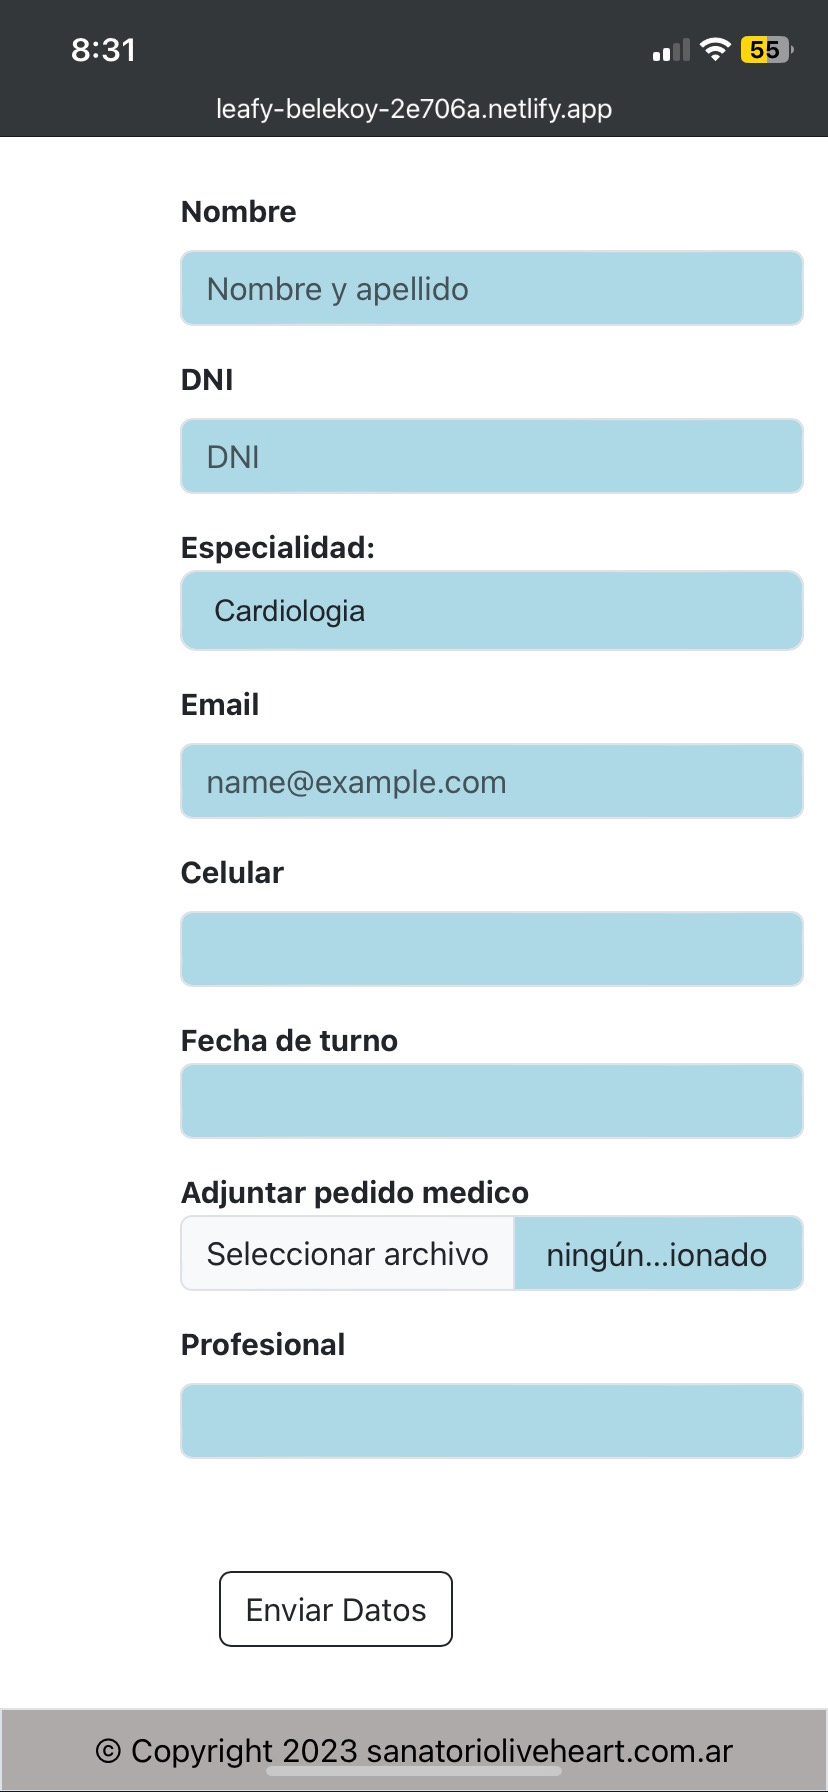 8:31
55
leafy-belekoy-2e706a.netlify.app
Nombre
Nombre y apellido
DNI
DNI
Especialidad:
Cardiologia
Email
name@example.com
Celular
Fecha de turno
Adjuntar pedido medico
Seleccionar archivo ningún...ionado
Profesional
Enviar Datos
© Copyright 2023 sanatorioliveheart.com.ar